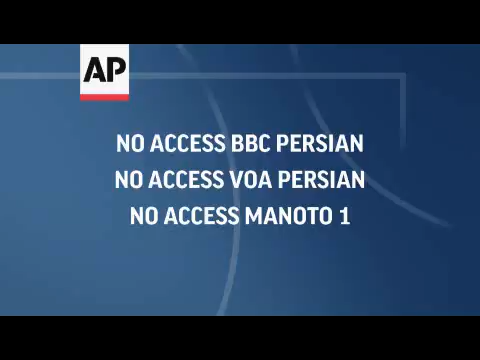 AP
NO ACCESS BBC PERSIAN
NO ACCESS VOA PERSIAN
NO ACCESS MANOTO 1